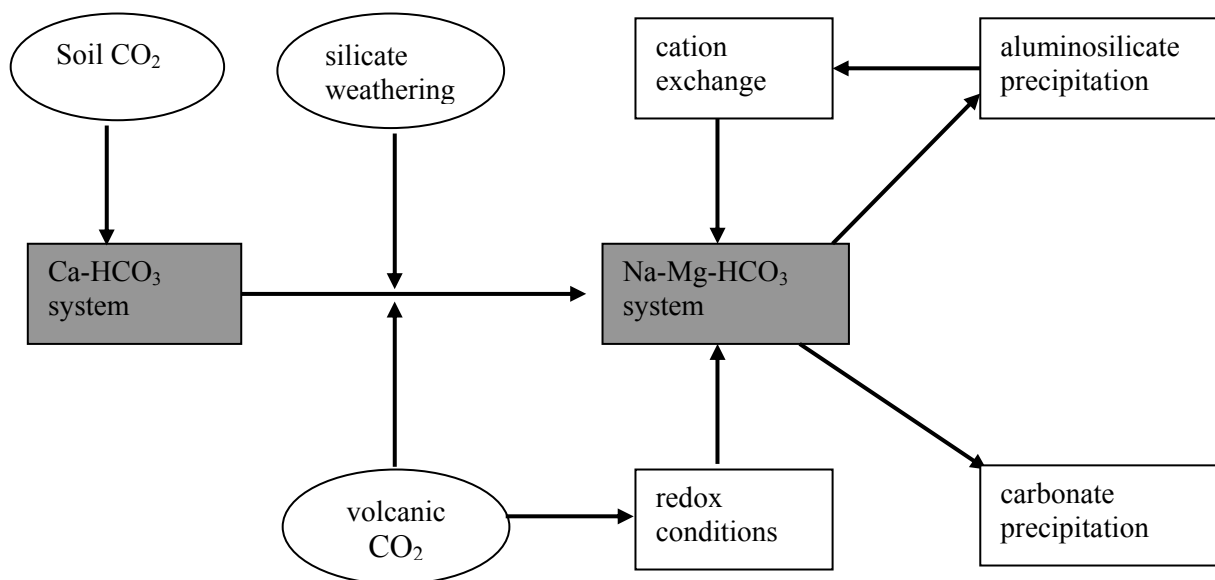 Soil CO₂
silicate
weathering
cation
exchange
aluminosilicate
precipitation
Ca-HCO₃
system
Na-Mg-HCO₃
system
volcanic
CO₂
redox
conditions
carbonate
precipitation